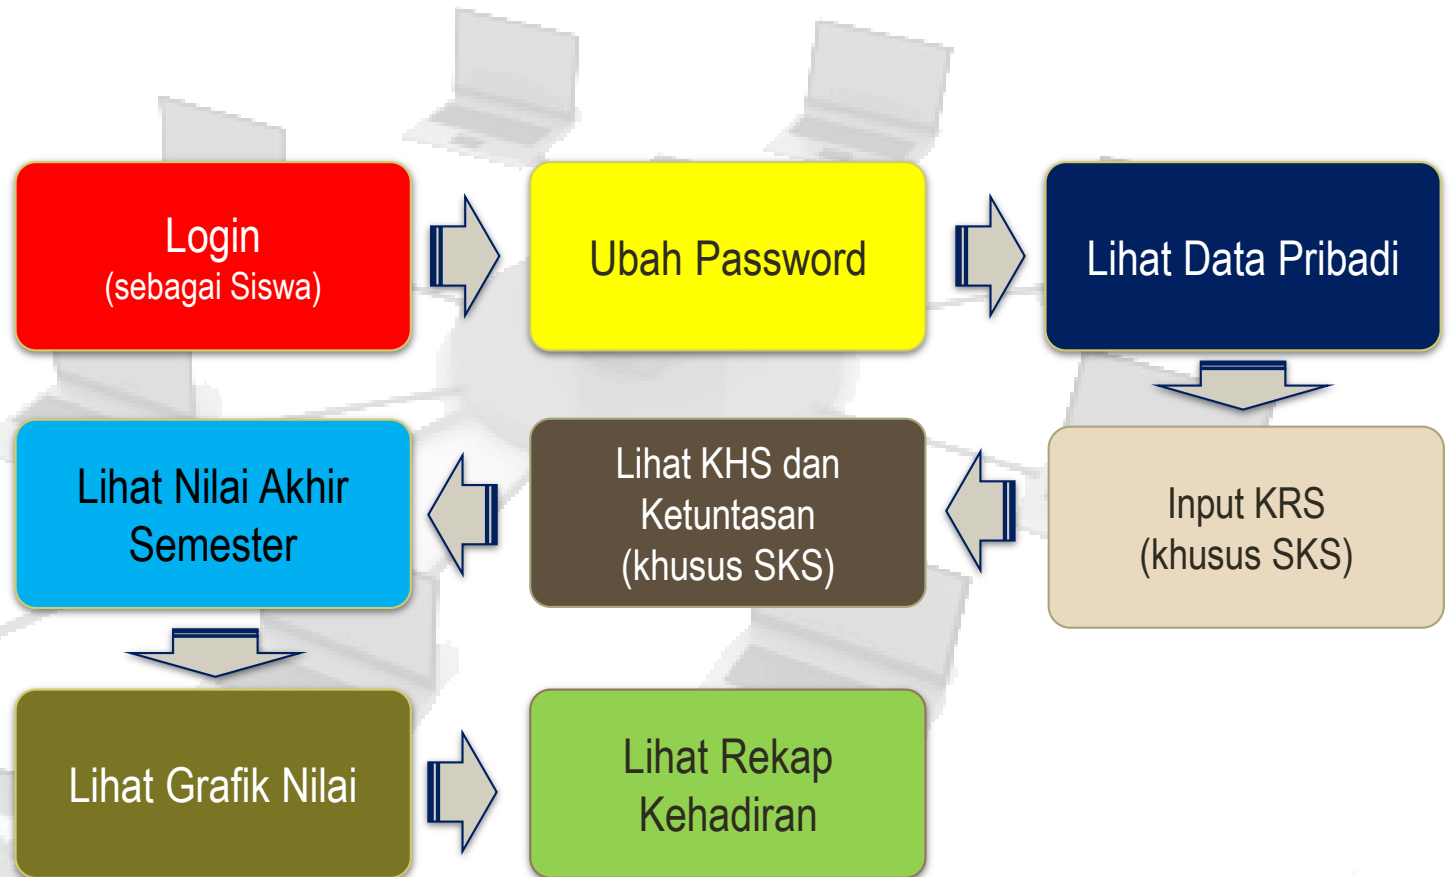 Login
(sebagai Siswa)
Ubah Password
Lihat Data Pribadi
Input KRS
(khusus SKS)
Lihat KHS dan
Ketuntasan
(khusus SKS)
Lihat Nilai Akhir
Semester
Lihat Grafik Nilai
Lihat Rekap
Kehadiran